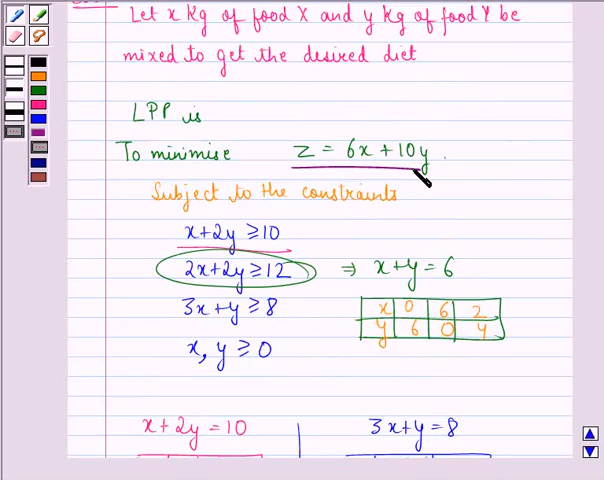 Let x Kg of food X and y Kg of food Y be
mixed to get the desired diet
LPP is
To minimise z = 6x + 10y.
Subject to the constraints
x + 2y ≥ 10
2x + 2y ≥ 12 ⇒ x + y = 6
3x + y ≥ 8
x 0 6 2
y 6 0 4
x, y ≥ 0
x + 2y = 10 3x + y = 8